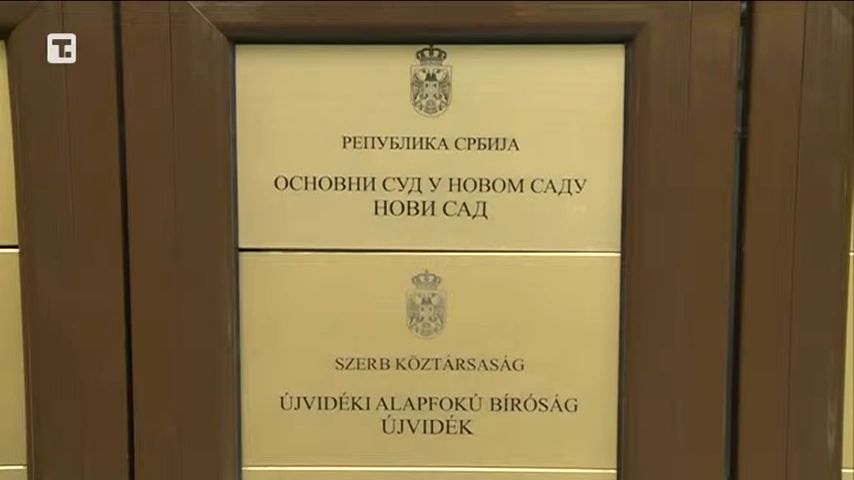 T.
РЕПУБЛИКА СРБИЈА
ОСНОВНИ СУД У НОВОМ САДУ
НОВИ САД
SZERB KÖZTÁRSASÁG
ÚJVIDÉKI ALAPFOKÚ BÍRÓSÁG
ÚJVIDÉK